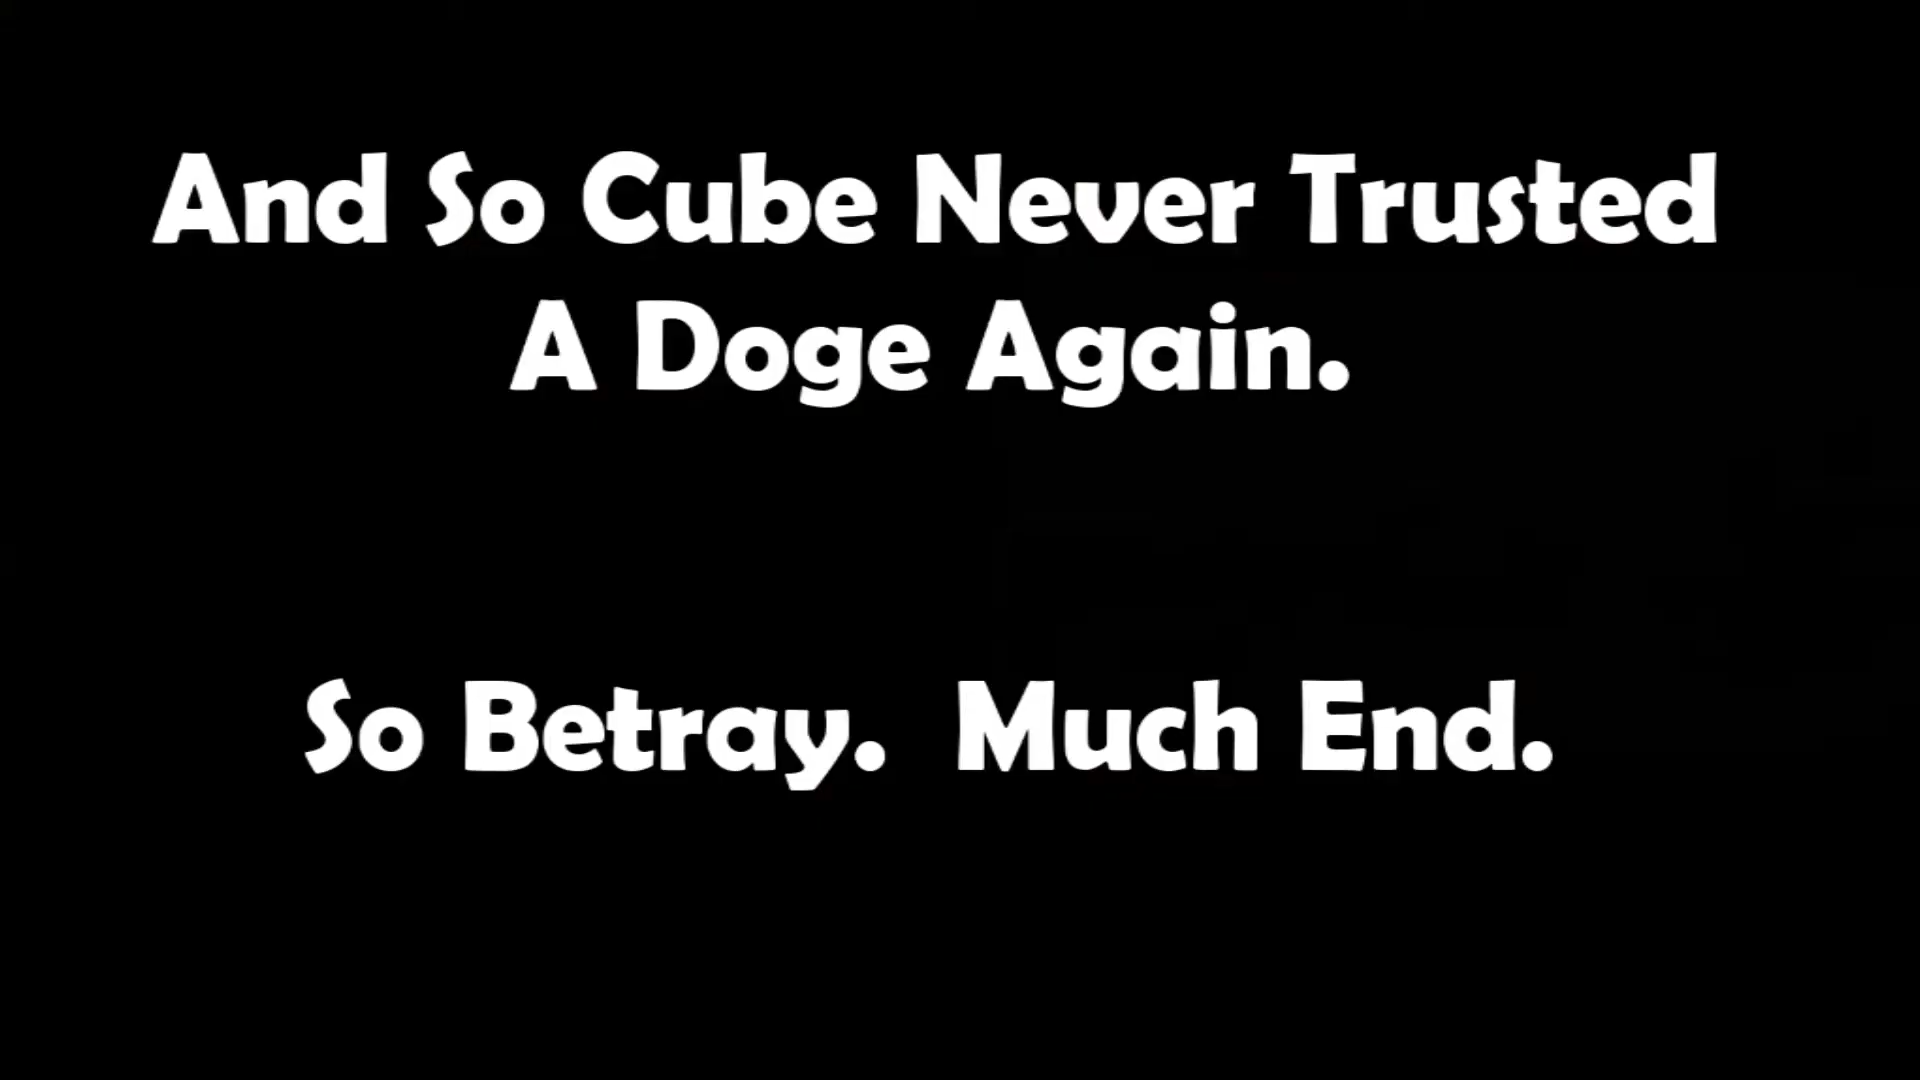 And So Cube Never Trusted
A Doge Again.
So Betray.  Much End.